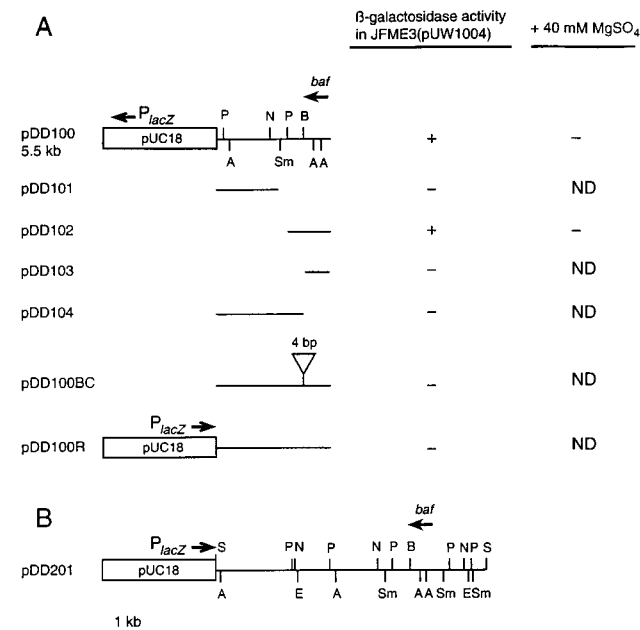 A
ß-galactosidase activity
in JFME3(pUW1004)
+ 40 mM MgSO4
baf
PlacZ
P N P B
pDD100
5.5 kb
pUC18
+ −
A Sm A A
pDD101 − ND
pDD102 + −
pDD103 − ND
pDD104 − ND
4 bp
pDD100BC − ND
PlacZ
pDD100R pUC18 − ND
B
baf
PlacZ S P N P N P B P N P S
pDD201 pUC18
A E A Sm A A Sm E Sm
1 kb